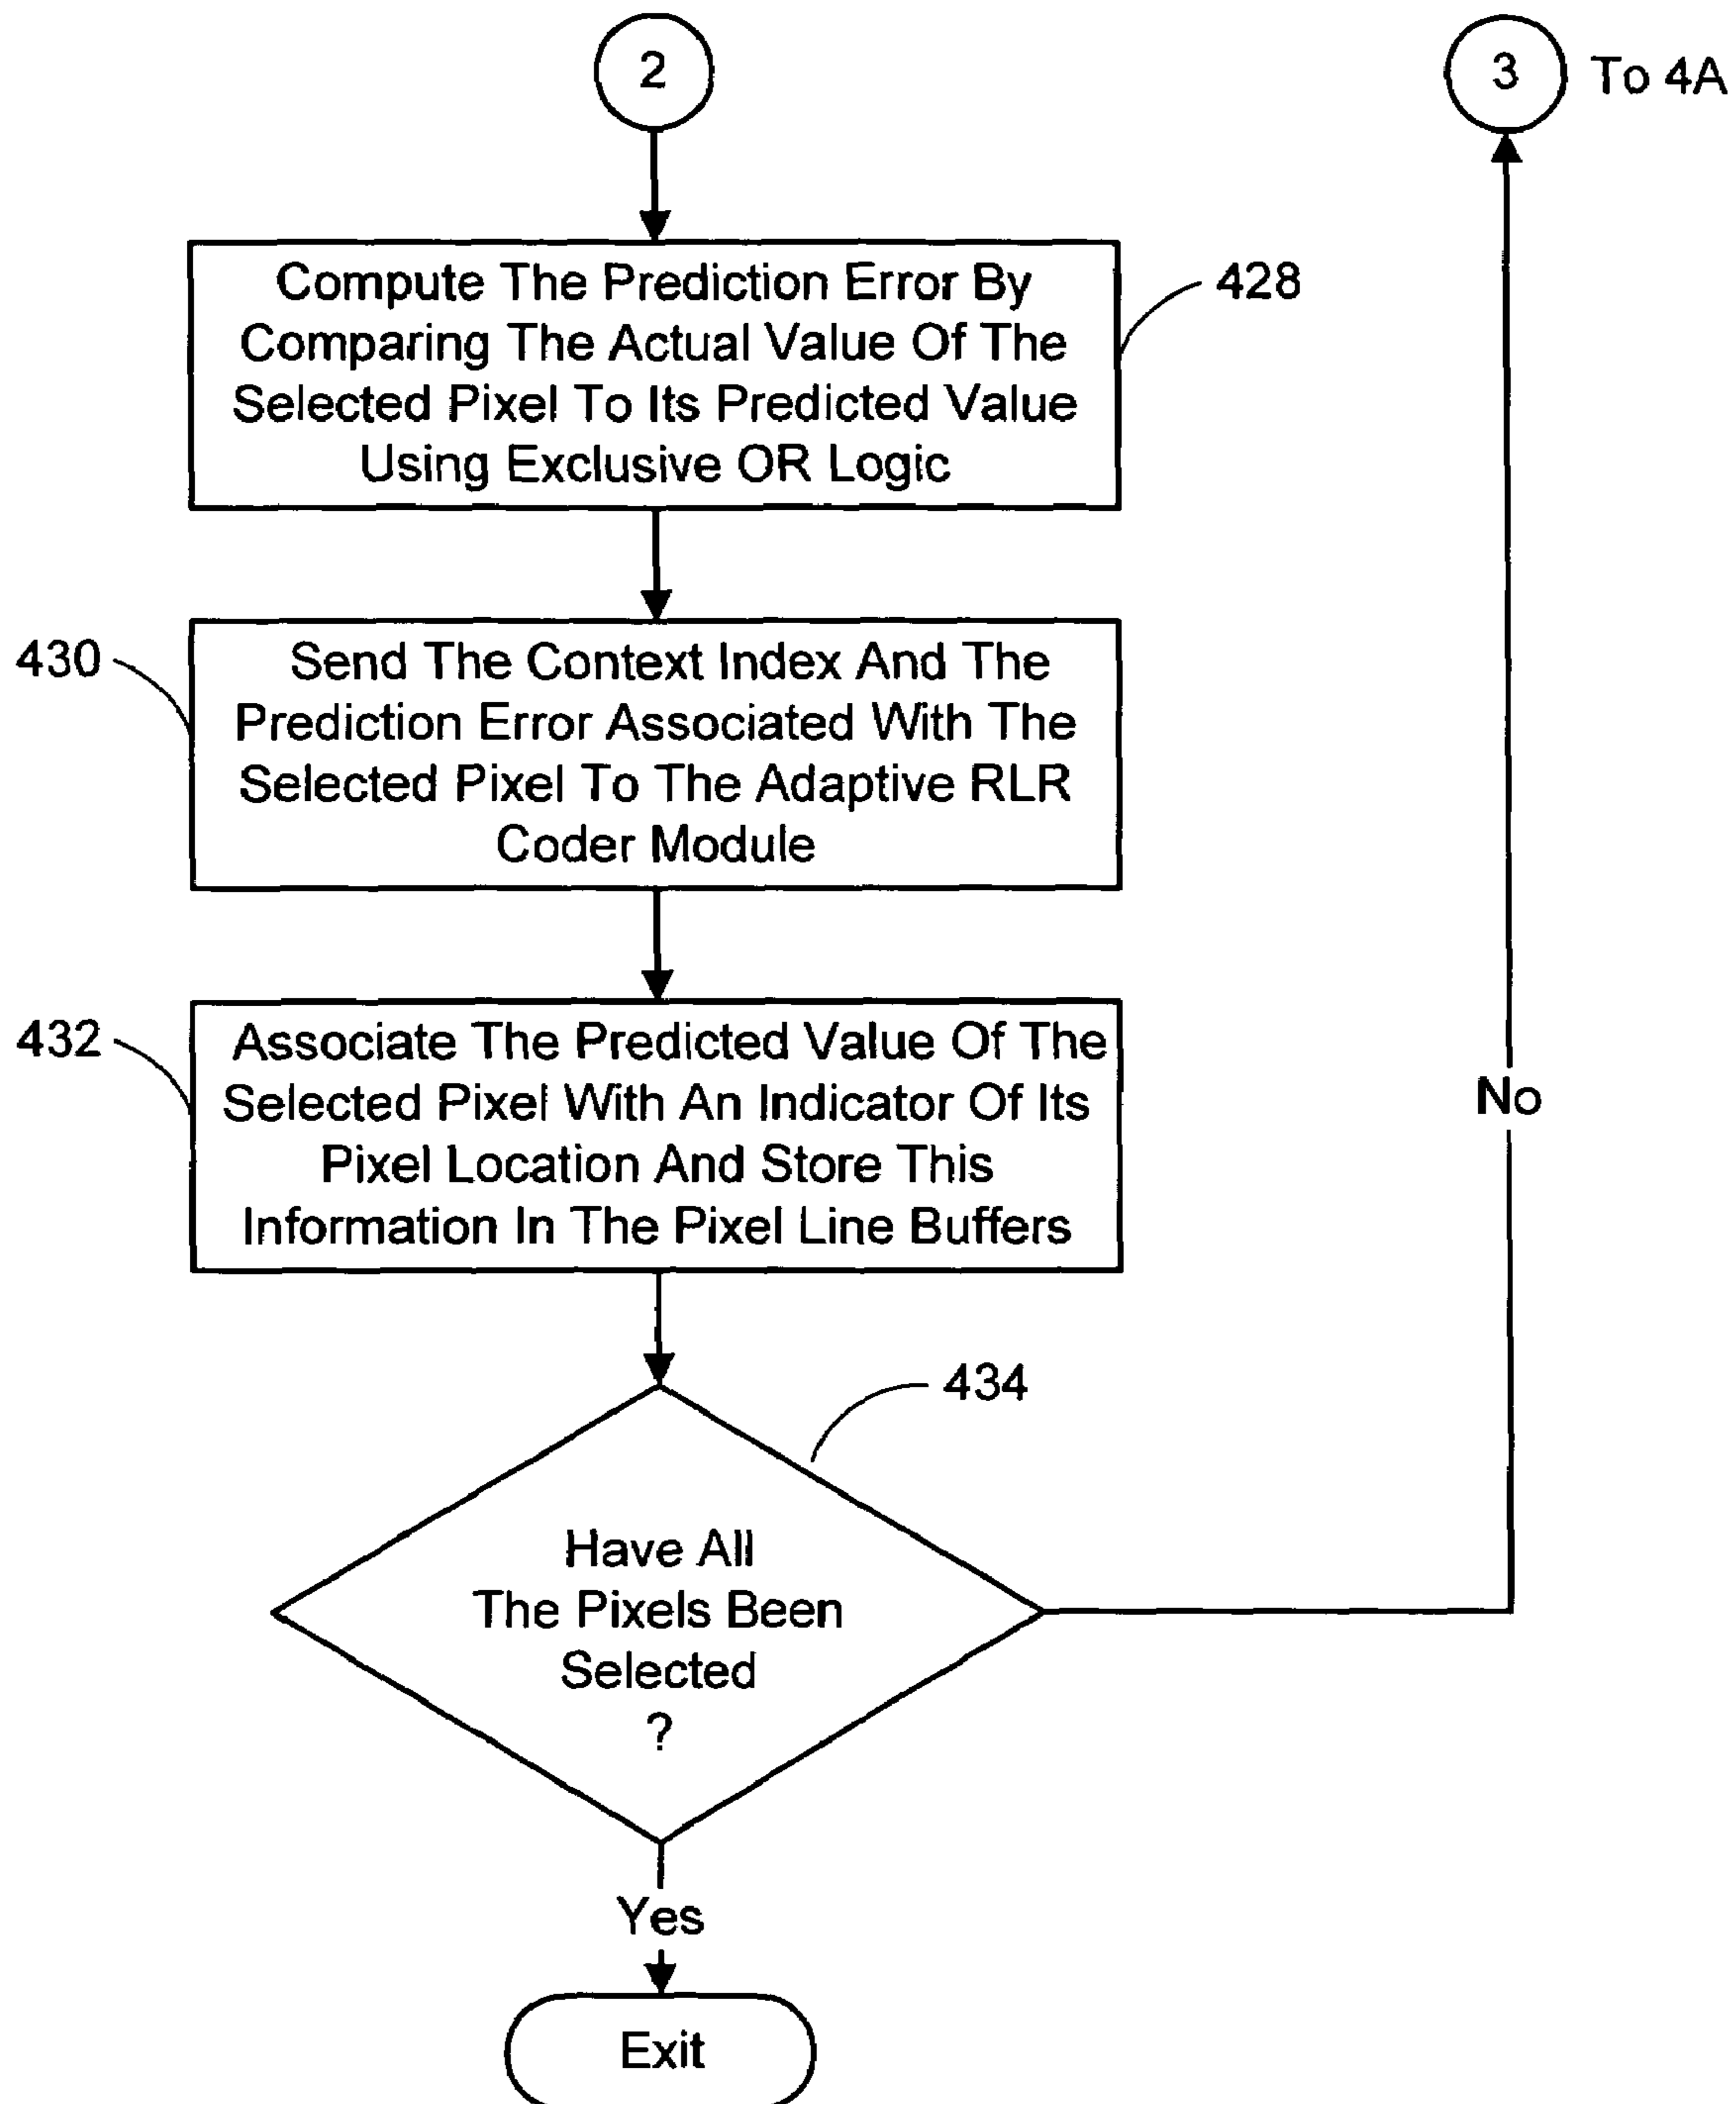 2
3 To 4A
Compute The Prediction Error By
Comparing The Actual Value Of The
Selected Pixel To Its Predicted Value
Using Exclusive OR Logic
428
430
Send The Context Index And The
Prediction Error Associated With The
Selected Pixel To The Adaptive RLR
Coder Module
432
Associate The Predicted Value Of The
Selected Pixel With An Indicator Of Its
Pixel Location And Store This
Information In The Pixel Line Buffers
No
434
Have All
The Pixels Been
Selected
?
Yes
Exit